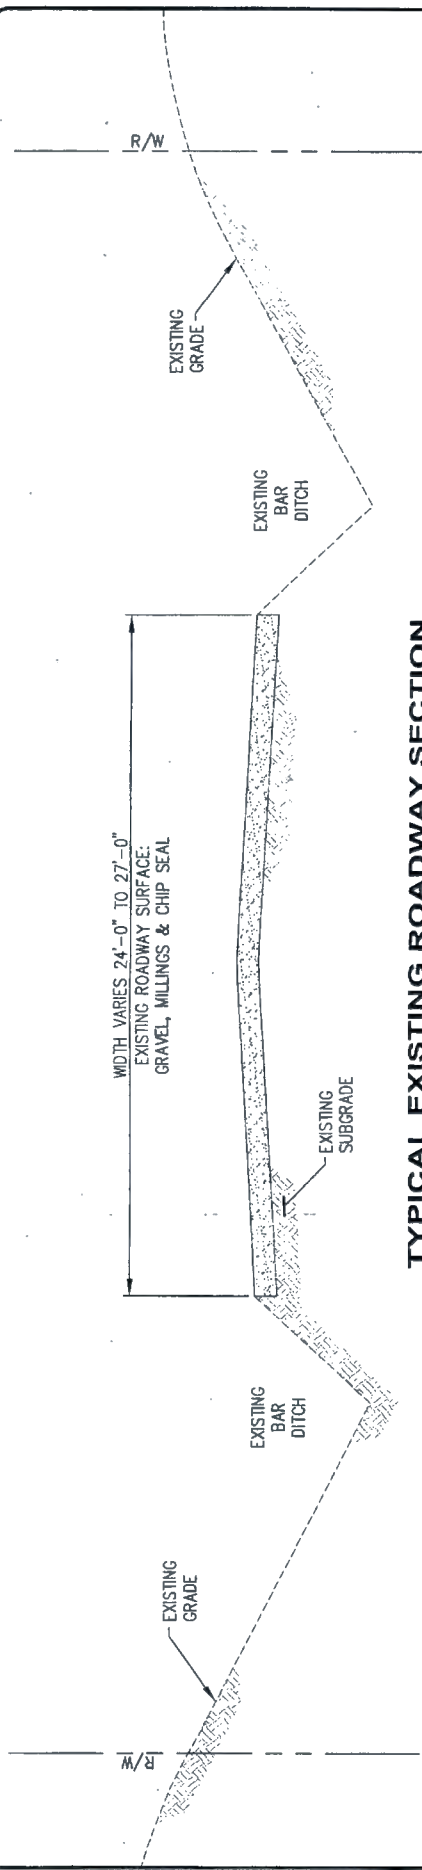 R/W
EXISTING
GRADE
EXISTING
BAR
DITCH
WIDTH VARIES 24'-0" TO 27'-0"
EXISTING ROADWAY SURFACE:
GRAVEL, MILLINGS & CHIP SEAL
EXISTING
SUBGRADE
EXISTING
BAR
DITCH
EXISTING
GRADE
R/W
TYPICAL EXISTING ROADWAY SECTION